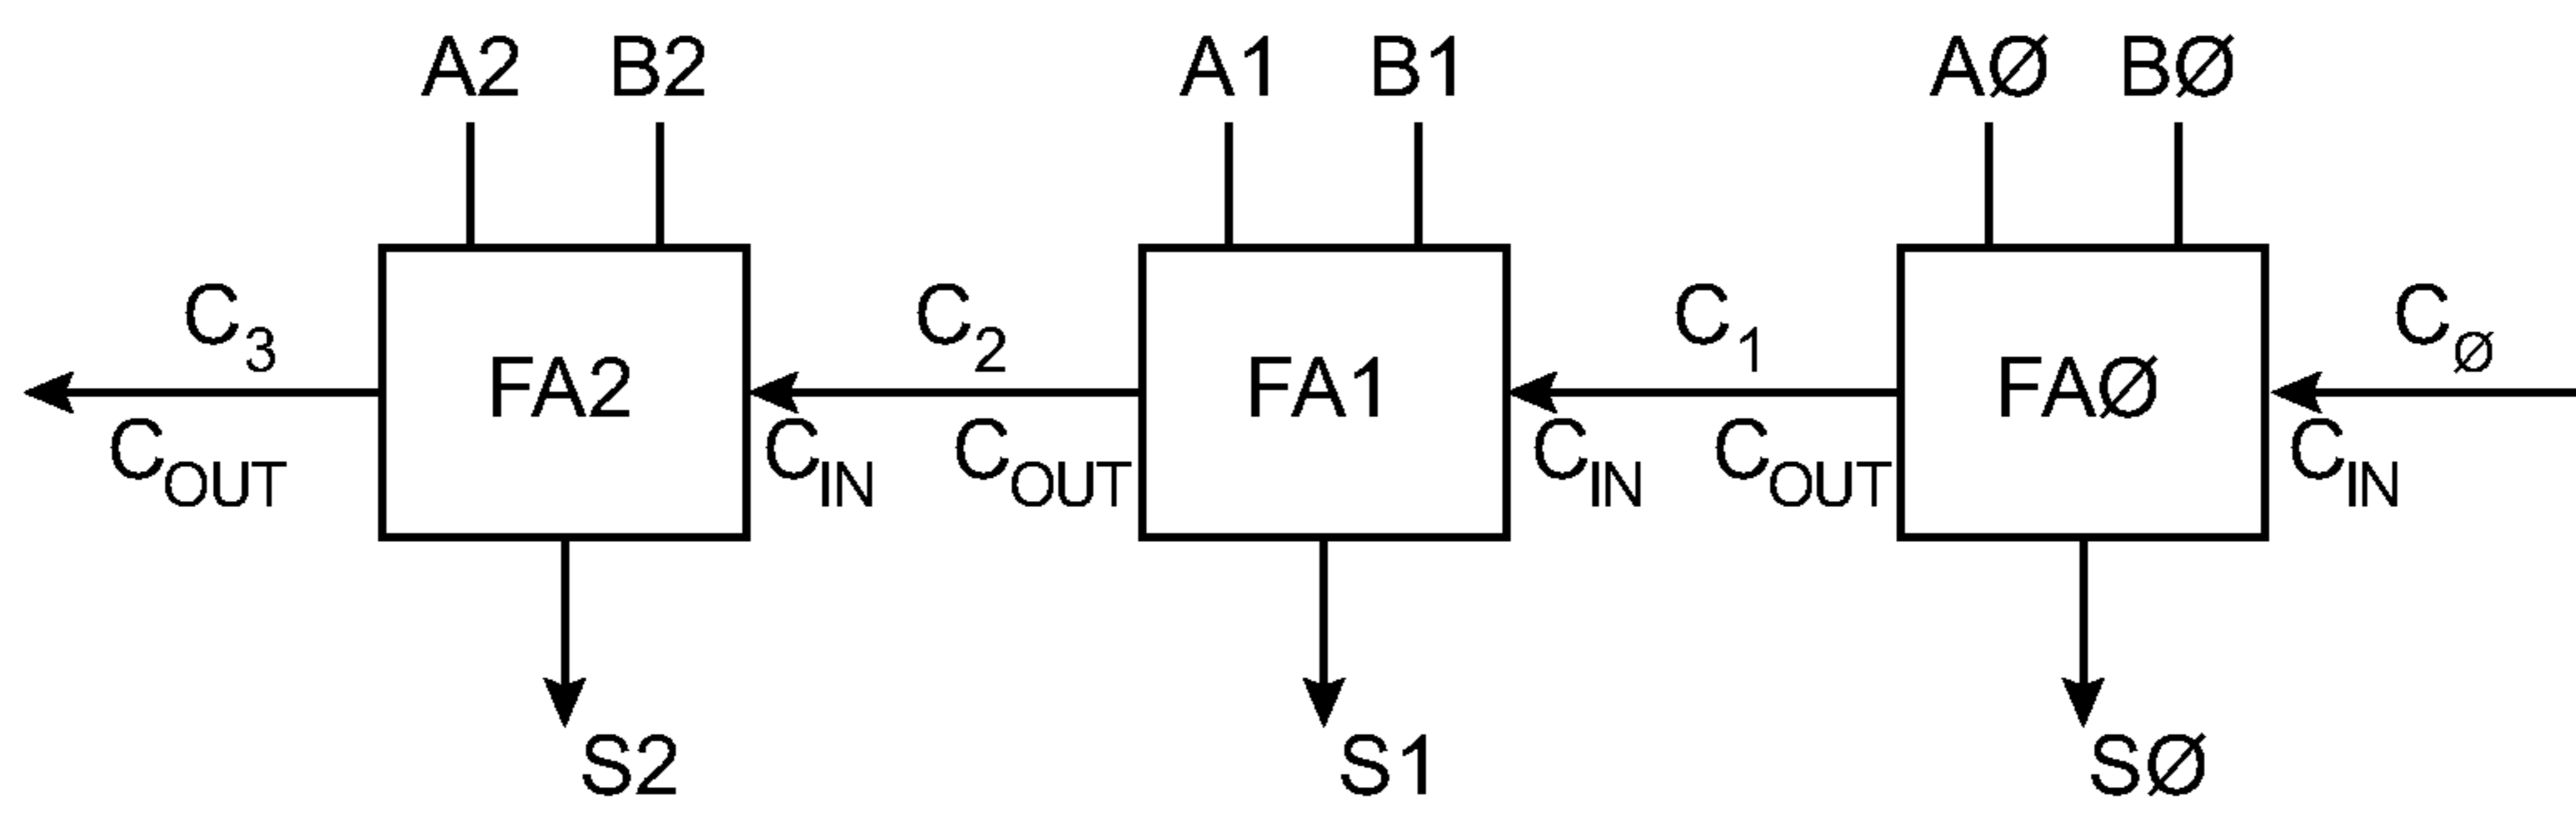 A2 B2 A1 B1 AØ BØ
C3 C2 C1 CØ
FA2 FA1 FAØ
COUT CIN COUT CIN COUT CIN
S2 S1 SØ